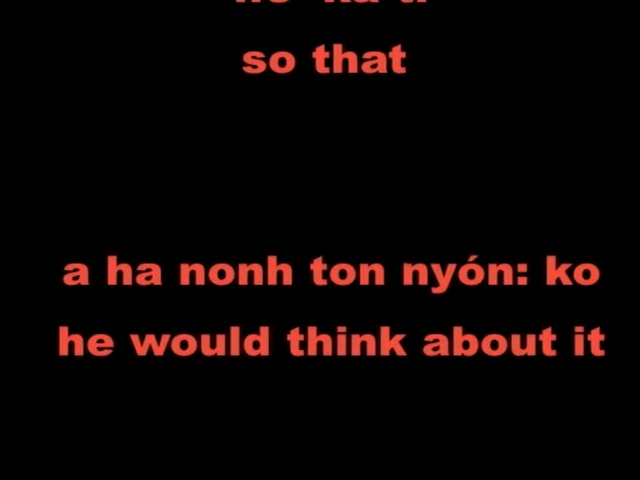 so that
a ha nonh ton nyón: ko
he would think about it